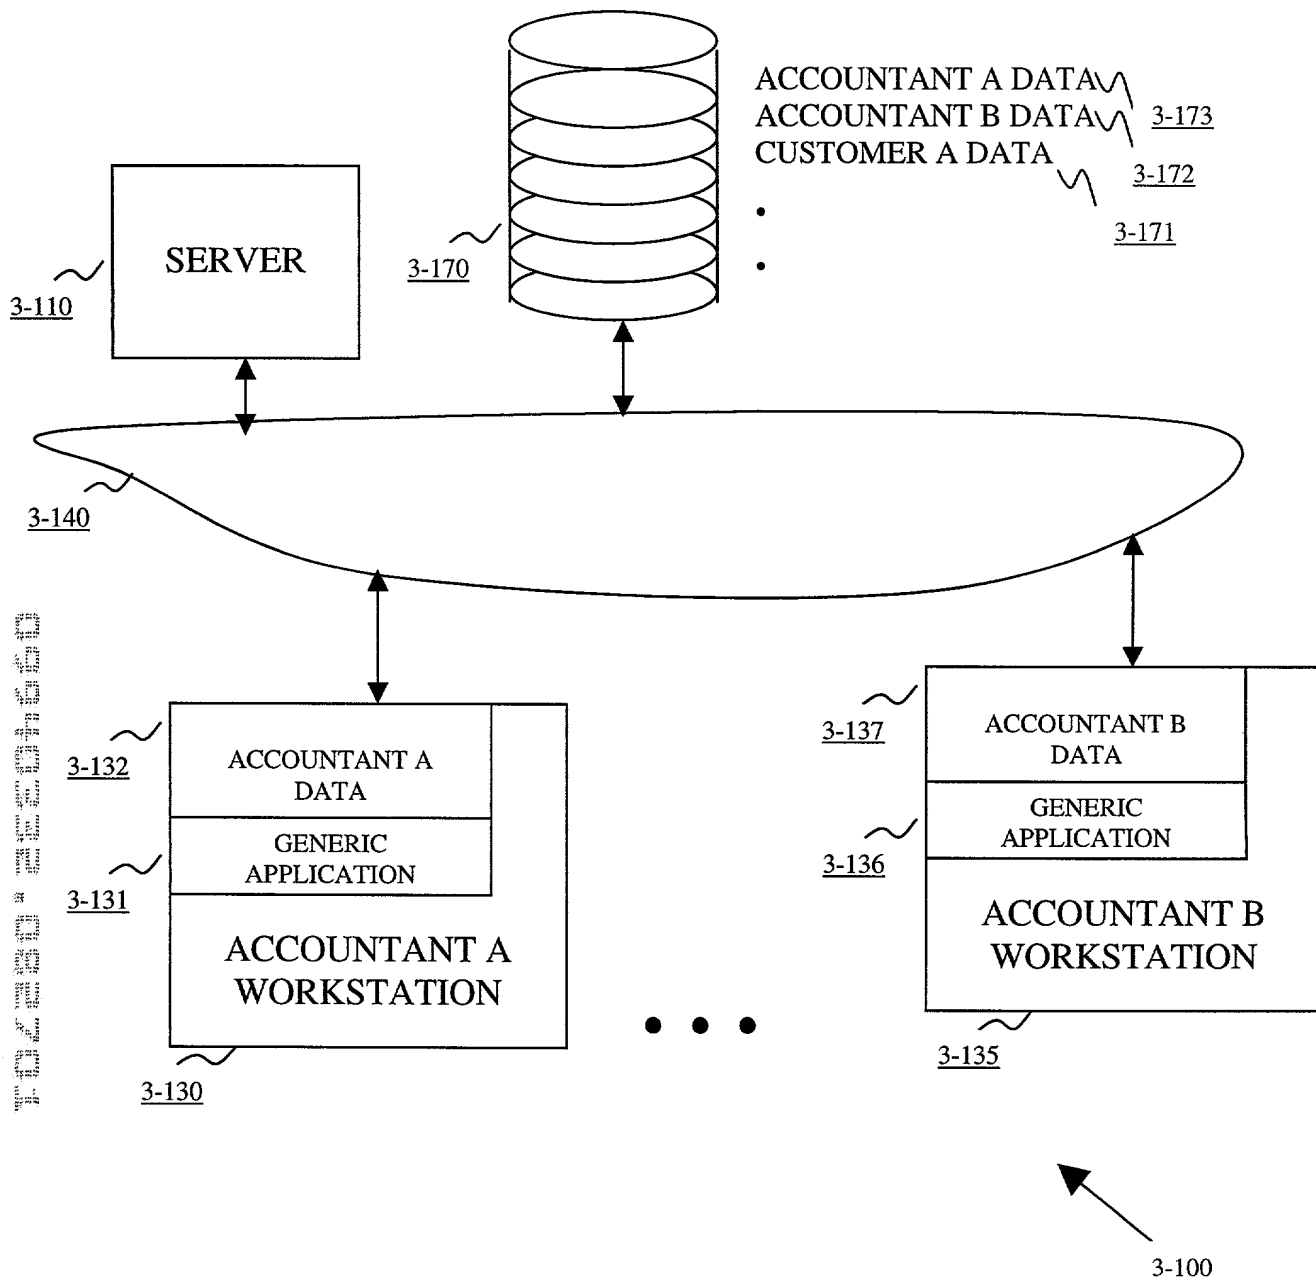 ACCOUNTANT A DATA
3-173
ACCOUNTANT B DATA
3-172
CUSTOMER A DATA
3-171
SERVER
3-110
3-170
3-140
3-132
ACCOUNTANT A
DATA
3-131
GENERIC
APPLICATION
ACCOUNTANT A
WORKSTATION
3-130
3-137
ACCOUNTANT B
DATA
3-136
GENERIC
APPLICATION
ACCOUNTANT B
WORKSTATION
3-135
3-100